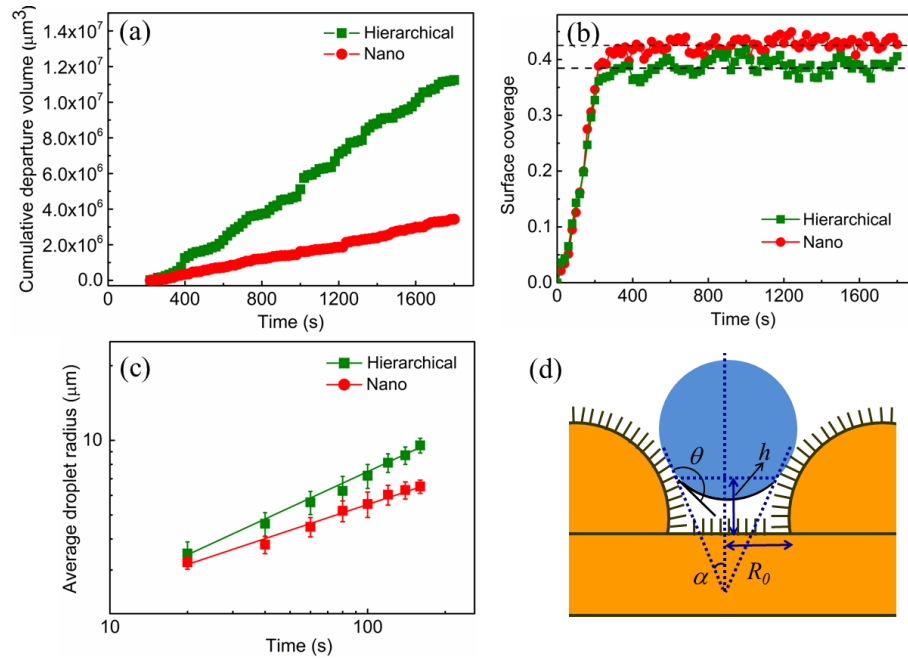 (a)
Hierarchical
Nano
Cumulative departure volume (μm³)
1.4x10⁷
1.2x10⁷
1.0x10⁷
8.0x10⁶
6.0x10⁶
4.0x10⁶
2.0x10⁶
0.0
0 400 800 1200 1600
Time (s)
(b)
Surface coverage
0.4
0.3
0.2
0.1
0.0
Hierarchical
Nano
0 400 800 1200 1600
Time (s)
(c)
Hierarchical
Nano
Average droplet radius (μm)
10
10 100
Time (s)
(d)
θ
h
α
R₀